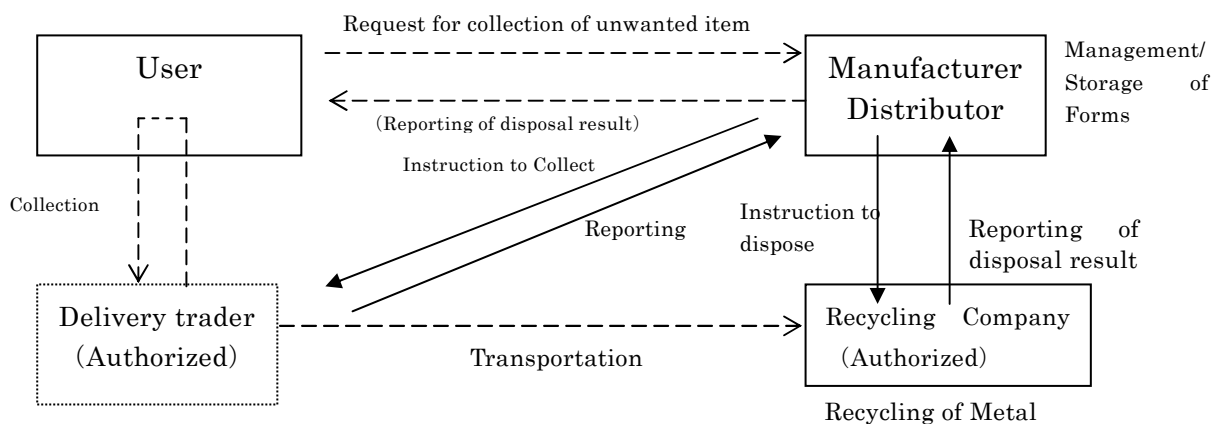 Request for collection of unwanted item
User
Manufacturer
Distributor
Management/
Storage of
Forms
(Reporting of disposal result)
Instruction to Collect
Collection
Reporting
Instruction to
dispose
Reporting of
disposal result
Delivery trader
(Authorized)
Transportation
Recycling Company
(Authorized)
Recycling of Metal